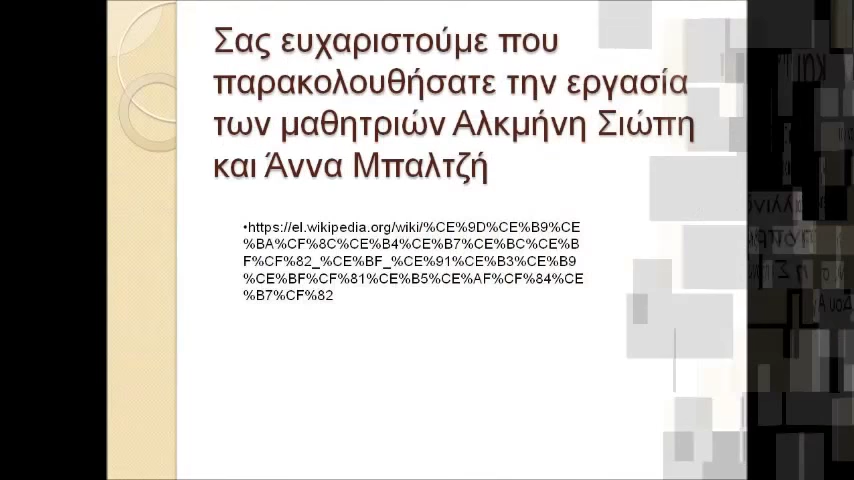 Σας ευχαριστούμε που
παρακολουθήσατε την εργασία
των μαθητριών Αλκμήνη Σιώπη
και Άννα Μπαλτζή
•https://el.wikipedia.org/wiki/%CE%9D%CE%B9%CE
%BA%CF%8C%CE%B4%CE%B7%CE%BC%CE%B
F%CF%82_%CE%BF_%CE%91%CE%B3%CE%B9
%CE%BF%CF%81%CE%B5%CE%AF%CF%84%CE
%B7%CF%82